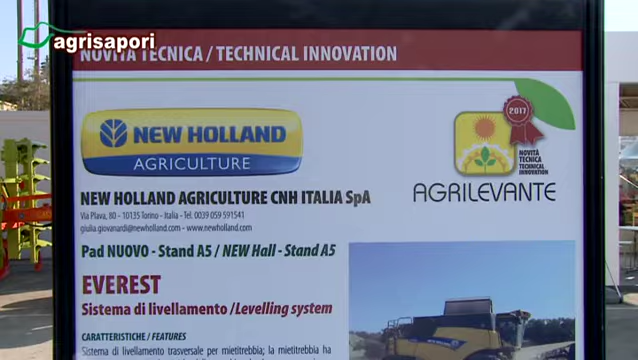 agrisapori
NOVITÀ TECNICA / TECHNICAL INNOVATION
NEW HOLLAND
AGRICULTURE
2017
NOVITÀ
TECNICA
TECHNICAL
INNOVATION
AGRILEVANTE
NEW HOLLAND AGRICULTURE CNH ITALIA SpA
Via Plava, 80 - 10135 Torino - Italia - Tel. 0039 059 591541
giulia.giovanardi@newholland.com - www.newholland.com
Pad NUOVO - Stand A5 / NEW Hall - Stand A5
EVEREST
Sistema di livellamento /Levelling system
CARATTERISTICHE / FEATURES
Sistema di livellamento trasversale per mietitrebbia; la mietitrebbia ha